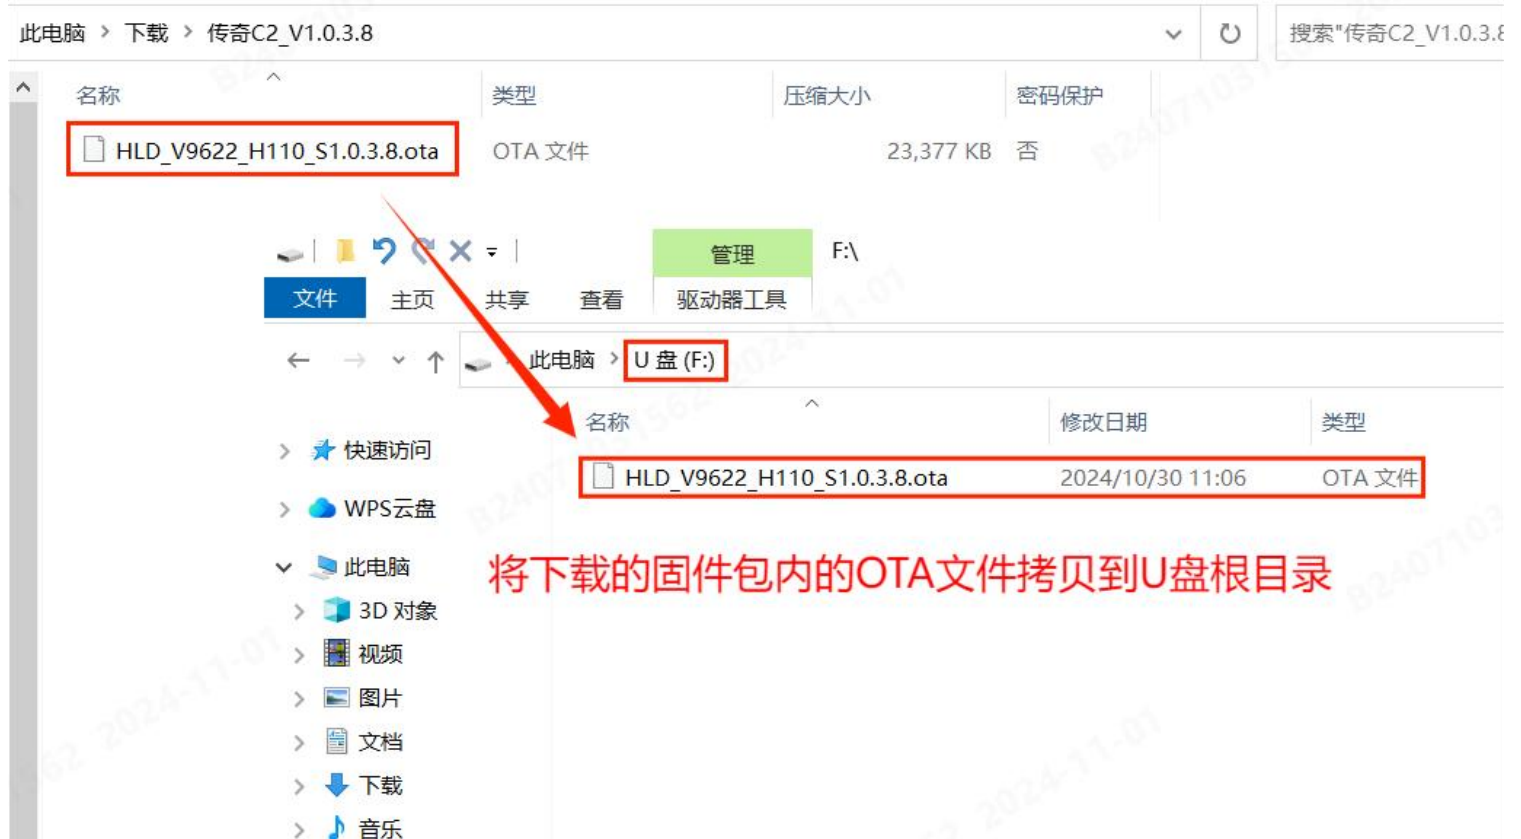 此电脑 > 下载 > 传奇C2_V1.0.3.8
搜索"传奇C2_V1.0.3.8
名称 类型 压缩大小 密码保护
HLD_V9622_H110_S1.0.3.8.ota OTA 文件 23,377 KB 否
管理 F:\
文件 主页 共享 查看 驱动器工具
此电脑 > U 盘 (F:)
名称 修改日期 类型
HLD_V9622_H110_S1.0.3.8.ota 2024/10/30 11:06 OTA 文件
快速访问
WPS云盘
将下载的固件包内的OTA文件拷贝到U盘根目录
此电脑
3D 对象
视频
图片
文档
下载
音乐